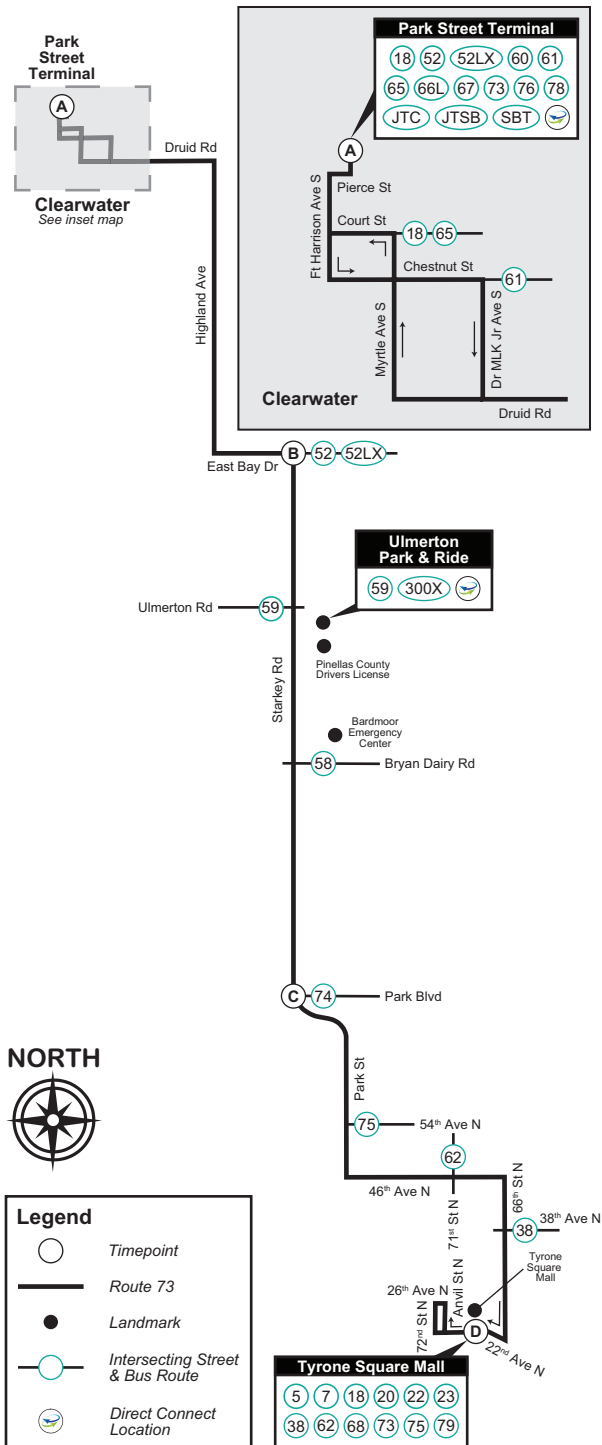 Park
Street
Terminal
A
Druid Rd
Clearwater
See inset map
Highland Ave
Park Street Terminal
18 52 52LX 60 61
65 66L 67 73 76 78
JTC JTSB SBT
A
Pierce St
Ft Harrison Ave S
Court St
18 65
Chestnut St
61
Myrtle Ave S
Dr MLK Jr Ave S
Clearwater
Druid Rd
East Bay Dr
B 52 52LX
Ulmerton
Park & Ride
59 300X
Ulmerton Rd
59
Pinellas County
Drivers License
Starkey Rd
Bardmoor
Emergency
Center
58
Bryan Dairy Rd
C 74 Park Blvd
NORTH
Park St
75
54th Ave N
62
46th Ave N
71st St N
66th St N
38th Ave N
38
Tyrone
Square
Mall
26th Ave N
Anvil St N
72nd St N
D
22nd Ave N
Tyrone Square Mall
5 7 18 20 22 23
38 62 68 73 75 79
Legend
Timepoint
Route 73
Landmark
Intersecting Street
& Bus Route
Direct Connect
Location